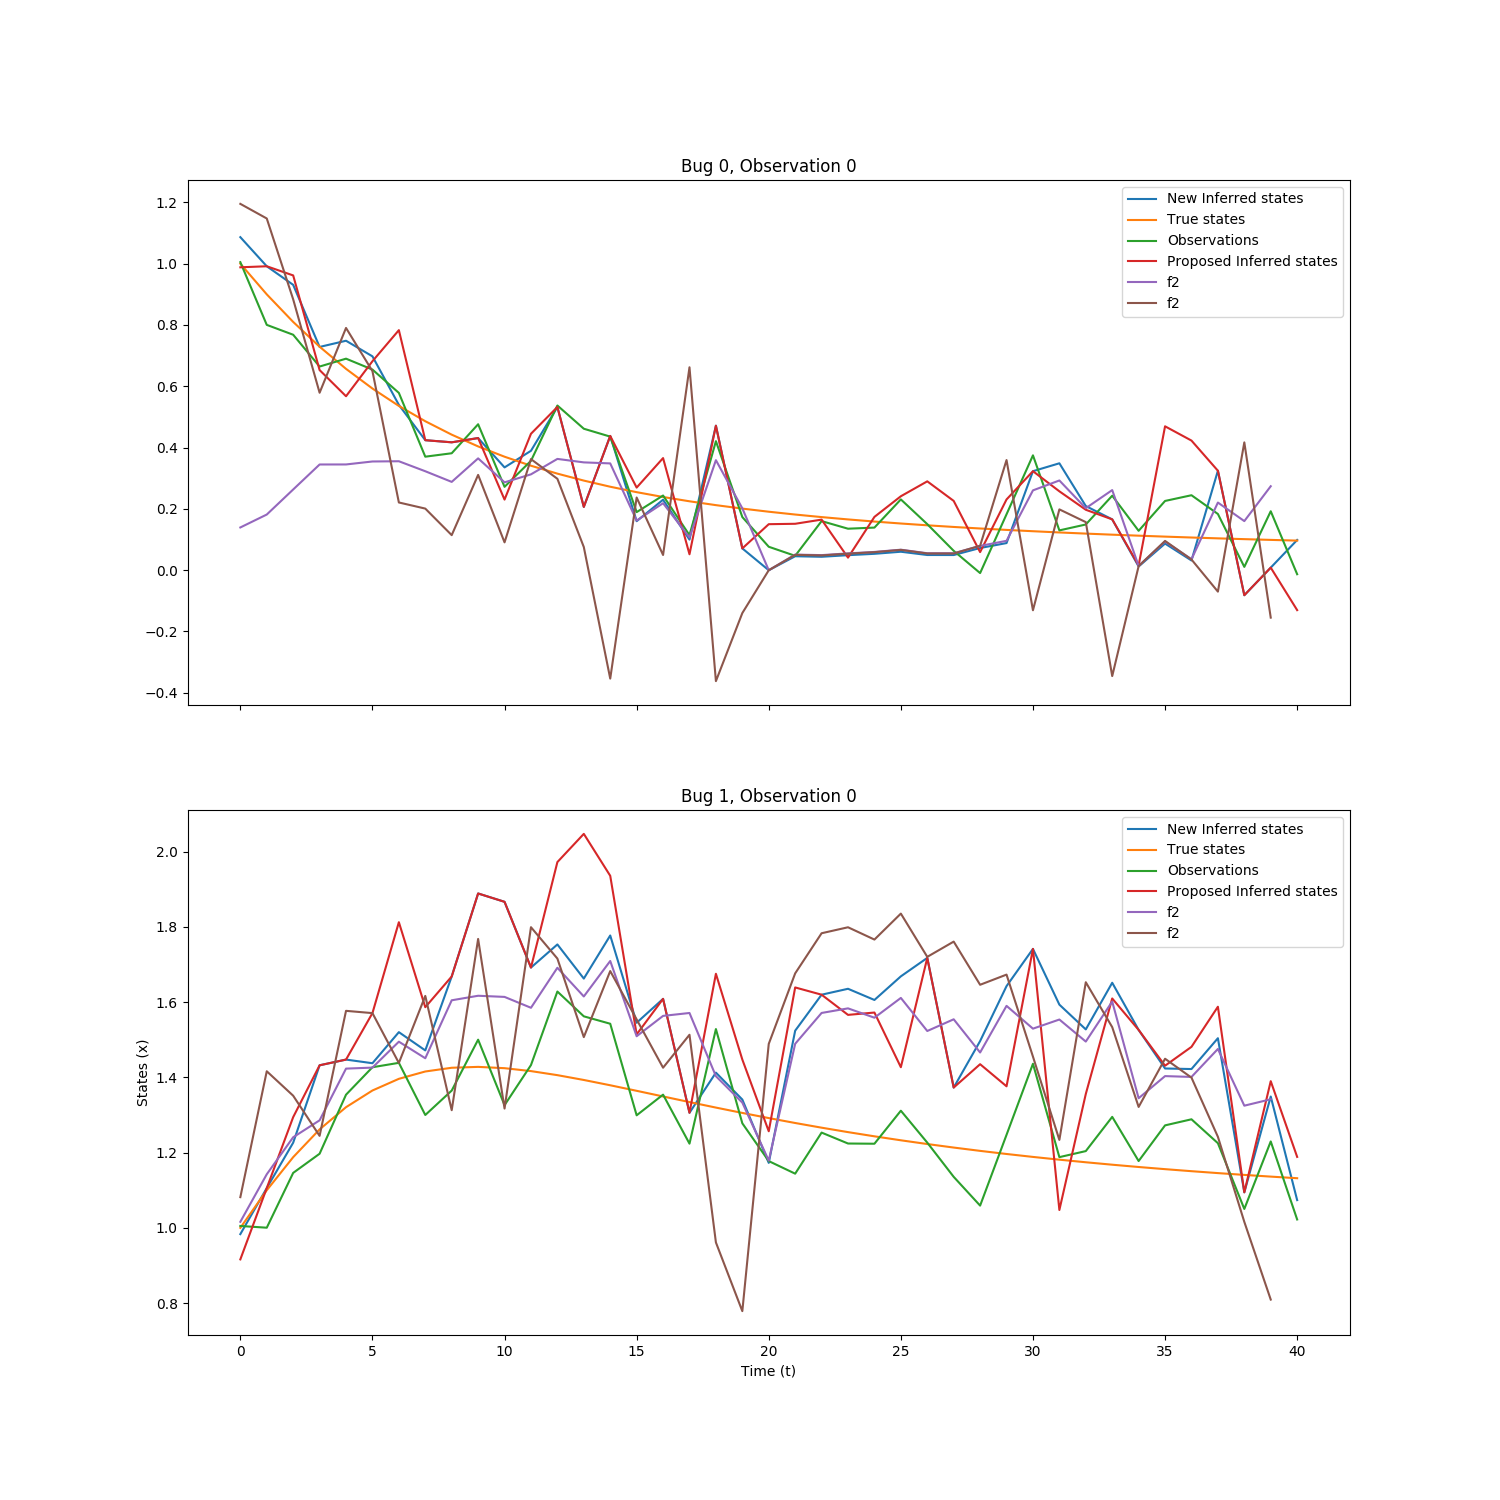 Bug 0, Observation 0
1.2
1.0
0.8
0.6
0.4
0.2
0.0
−0.2
−0.4
New Inferred states
True states
Observations
Proposed Inferred states
f2
f2
Bug 1, Observation 0
States (x)
2.0
1.8
1.6
1.4
1.2
1.0
0.8
New Inferred states
True states
Observations
Proposed Inferred states
f2
f2
0 5 10 15 20 25 30 35 40
Time (t)